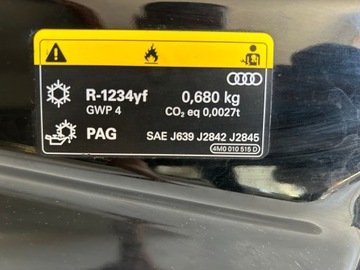 R-1234yf 0,680 kg
GWP 4 CO₂ eq 0,0027t
PAG SAE J639 J2842 J2845
4M0 010 515 D